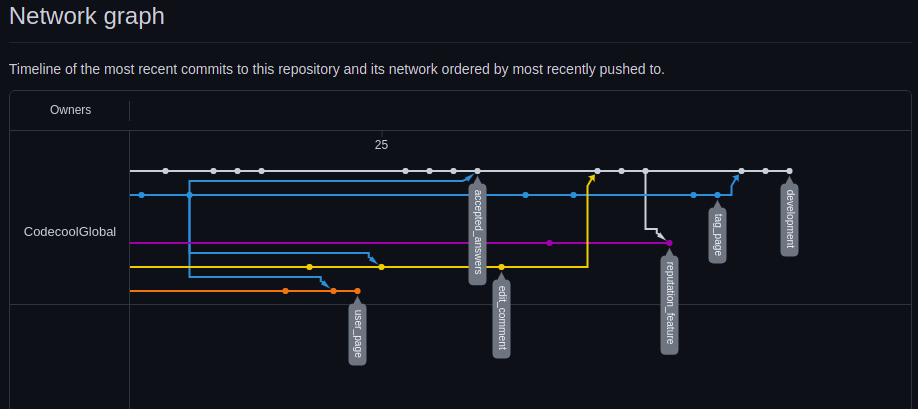 Network graph
Timeline of the most recent commits to this repository and its network ordered by most recently pushed to.
Owners
25
CodecoolGlobal
accepted_answers
development
tag_page
reputation_feature
edit_comment
user_page